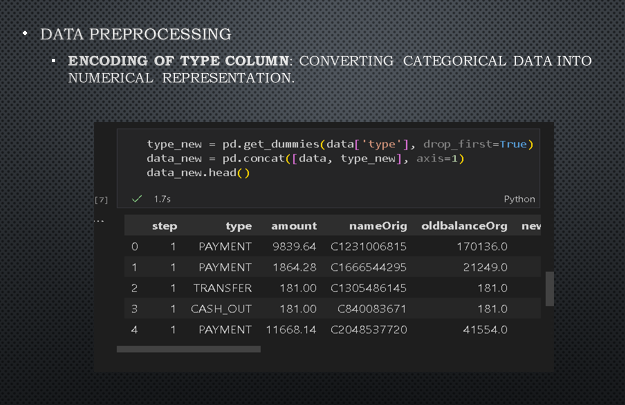 • DATA PREPROCESSING
▪ ENCODING OF TYPE COLUMN: CONVERTING CATEGORICAL DATA INTO
NUMERICAL REPRESENTATION.
type_new = pd.get_dummies(data['type'], drop_first=True)
data_new = pd.concat([data, type_new], axis=1)
data_new.head()
[7] ✓ 1.7s Python
...
step type amount nameOrig oldbalanceOrg new
0 1 PAYMENT 9839.64 C1231006815 170136.0
1 1 PAYMENT 1864.28 C1666544295 21249.0
2 1 TRANSFER 181.00 C1305486145 181.0
3 1 CASH_OUT 181.00 C840083671 181.0
4 1 PAYMENT 11668.14 C2048537720 41554.0